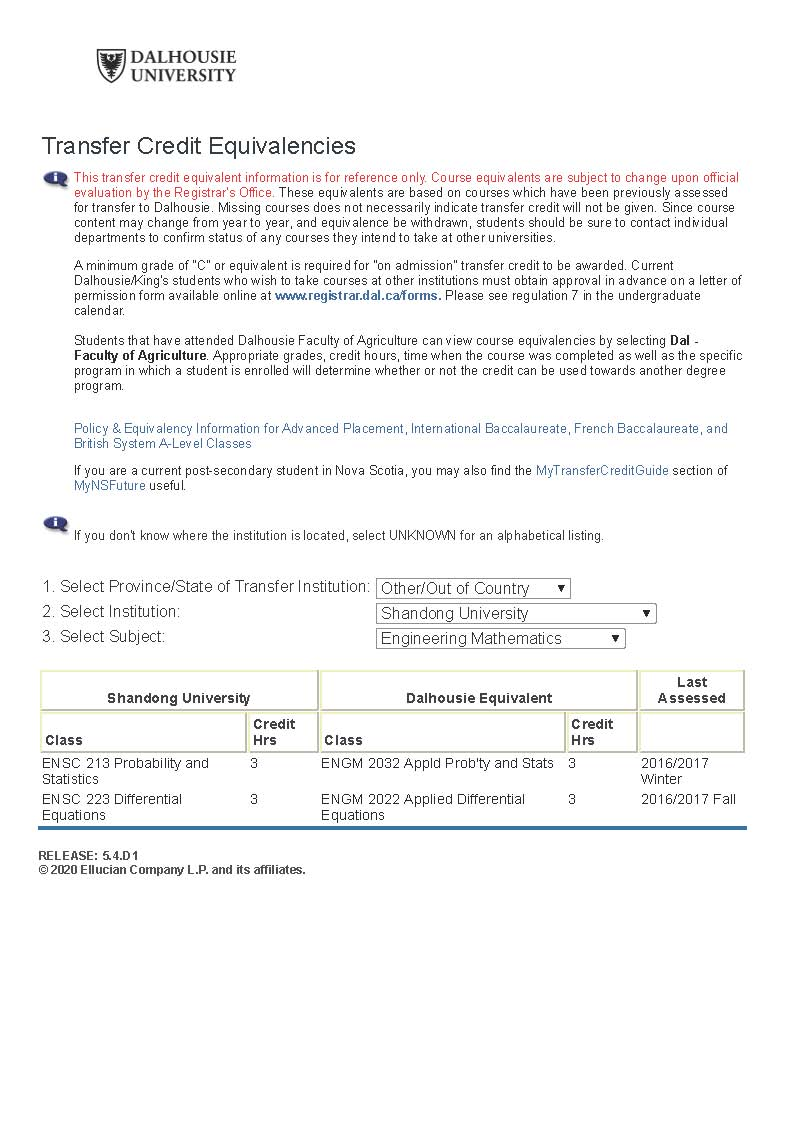 DALHOUSIE
UNIVERSITY
Transfer Credit Equivalencies
This transfer credit equivalent information is for reference only. Course equivalents are subject to change upon official
evaluation by the Registrar's Office. These equivalents are based on courses which have been previously assessed
for transfer to Dalhousie. Missing courses does not necessarily indicate transfer credit will not be given. Since course
content may change from year to year, and equivalence be withdrawn, students should be sure to contact individual
departments to confirm status of any courses they intend to take at other universities.
A minimum grade of "C" or equivalent is required for "on admission" transfer credit to be awarded. Current
Dalhousie/King's students who wish to take courses at other institutions must obtain approval in advance on a letter of
permission form available online at www.registrar.dal.ca/forms. Please see regulation 7 in the undergraduate
calendar.
Students that have attended Dalhousie Faculty of Agriculture can view course equivalencies by selecting Dal -
Faculty of Agriculture. Appropriate grades, credit hours, time when the course was completed as well as the specific
program in which a student is enrolled will determine whether or not the credit can be used towards another degree
program.
Policy & Equivalency Information for Advanced Placement, International Baccalaureate, French Baccalaureate, and
British System A-Level Classes
If you are a current post-secondary student in Nova Scotia, you may also find the MyTransferCreditGuide section of
MyNSFuture useful.
If you don't know where the institution is located, select UNKNOWN for an alphabetical listing.
1. Select Province/State of Transfer Institution: Other/Out of Country
2. Select Institution: Shandong University
3. Select Subject: Engineering Mathematics
Shandong University Dalhousie Equivalent Last
Assessed
Class Credit
Hrs Class Credit
Hrs
ENSC 213 Probability and 3 ENGM 2032 Appld Prob'ty and Stats 3 2016/2017
Statistics Winter
ENSC 223 Differential 3 ENGM 2022 Applied Differential 3 2016/2017 Fall
Equations Equations
RELEASE: 5.4.D1
© 2020 Ellucian Company L.P. and its affiliates.